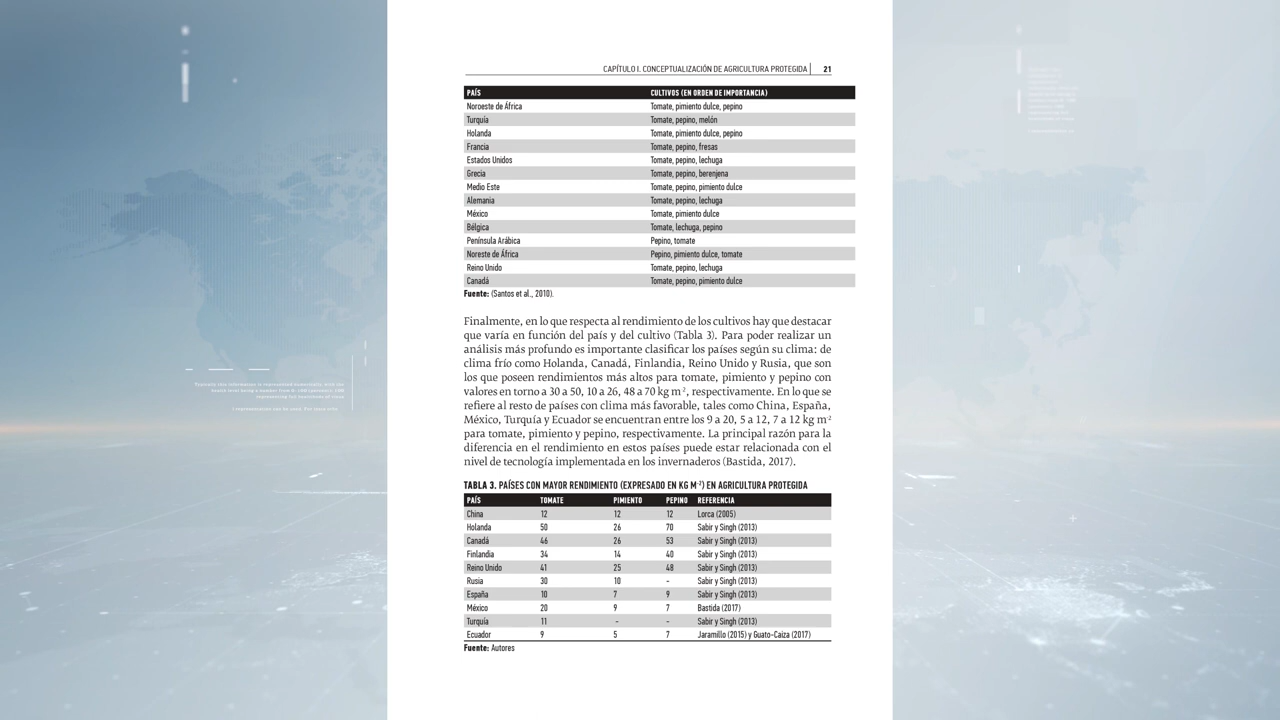 CAPÍTULO I. CONCEPTUALIZACIÓN DE AGRICULTURA PROTEGIDA | 21
PAÍS CULTIVOS (EN ORDEN DE IMPORTANCIA)
Noroeste de África Tomate, pimiento dulce, pepino
Turquía Tomate, pepino, melón
Holanda Tomate, pimiento dulce, pepino
Francia Tomate, pepino, fresas
Estados Unidos Tomate, pepino, lechuga
Grecia Tomate, pepino, berenjena
Medio Este Tomate, pepino, pimiento dulce
Alemania Tomate, pepino, lechuga
México Tomate, pimiento dulce
Bélgica Tomate, lechuga, pepino
Península Arábica Pepino, tomate
Noreste de África Pepino, pimiento dulce, tomate
Reino Unido Tomate, pepino, lechuga
Canadá Tomate, pepino, pimiento dulce
Fuente: (Santos et al., 2010).
Finalmente, en lo que respecta al rendimiento de los cultivos hay que destacar
que varía en función del país y del cultivo (Tabla 3). Para poder realizar un
análisis más profundo es importante clasificar los países según su clima: de
clima frío como Holanda, Canadá, Finlandia, Reino Unido y Rusia, que son
los que poseen rendimientos más altos para tomate, pimiento y pepino con
valores en torno a 30 a 50, 10 a 26, 48 a 70 kg m⁻², respectivamente. En lo que se
refiere al resto de países con clima más favorable, tales como China, España,
México, Turquía y Ecuador se encuentran entre los 9 a 20, 5 a 12, 7 a 12 kg m⁻²
para tomate, pimiento y pepino, respectivamente. La principal razón para la
diferencia en el rendimiento en estos países puede estar relacionada con el
nivel de tecnología implementada en los invernaderos (Bastida, 2017).
TABLA 3. PAÍSES CON MAYOR RENDIMIENTO (EXPRESADO EN KG M⁻²) EN AGRICULTURA PROTEGIDA
PAÍS TOMATE PIMIENTO PEPINO REFERENCIA
China 12 12 12 Lorca (2005)
Holanda 50 26 70 Sabir y Singh (2013)
Canadá 46 26 53 Sabir y Singh (2013)
Finlandia 34 14 40 Sabir y Singh (2013)
Reino Unido 41 25 48 Sabir y Singh (2013)
Rusia 30 10 - Sabir y Singh (2013)
España 10 7 9 Sabir y Singh (2013)
México 20 9 7 Bastida (2017)
Turquía 11 - - Sabir y Singh (2013)
Ecuador 9 5 7 Jaramillo (2015) y Guato-Caiza (2017)
Fuente: Autores